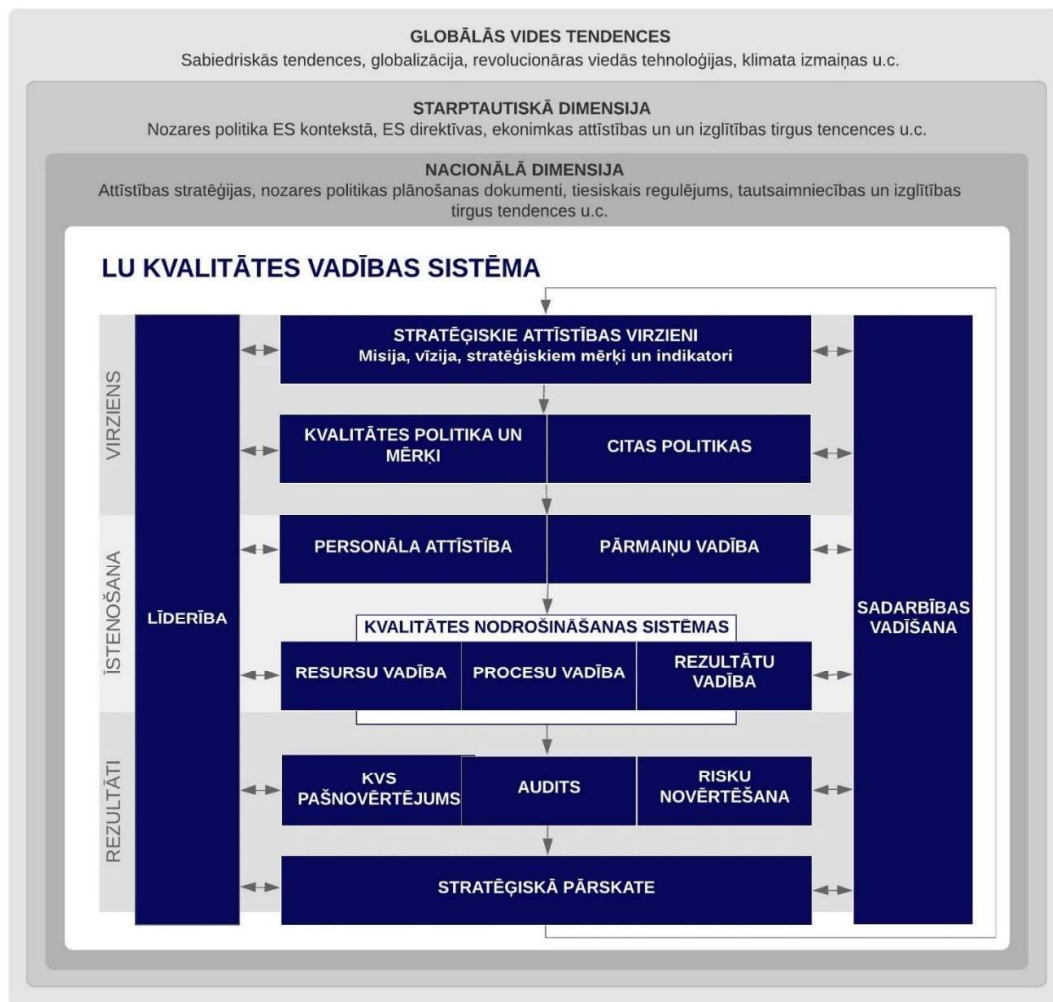 GLOBĀLĀS VIDES TENDENCES
Sabiedriskās tendences, globalizācija, revolucionāras viedās tehnoloģijas, klimata izmaiņas u.c.
STARPTAUTISKĀ DIMENSIJA
Nozares politika ES kontekstā, ES direktīvas, ekonimkas attīstības un un izglītības tirgus tencences u.c.
NACIONĀLĀ DIMENSIJA
Attīstības stratēģijas, nozares politikas plānošanas dokumenti, tiesiskais regulējums, tautsaimniecības un izglītības
tirgus tendences u.c.
LU KVALITĀTES VADĪBAS SISTĒMA
VIRZIENS
STRATĒĢISKIE ATTĪSTĪBAS VIRZIENI
Misija, vīzija, stratēģiskiem mērķi un indikatori
KVALITĀTES POLITIKA UN
MĒRĶI
CITAS POLITIKAS
ĪSTENOŠANA
PERSONĀLA ATTĪSTĪBA
PĀRMAIŅU VADĪBA
LĪDERĪBA
SADARBĪBAS
VADĪŠANA
KVALITĀTES NODROŠINĀŠANAS SISTĒMAS
RESURSU VADĪBA
PROCESU VADĪBA
REZULTĀTU
VADĪBA
REZULTĀTI
KVS
PAŠNOVĒRTĒJUMS
AUDITS
RISKU
NOVĒRTĒŠANA
STRATĒĢISKĀ PĀRSKATE